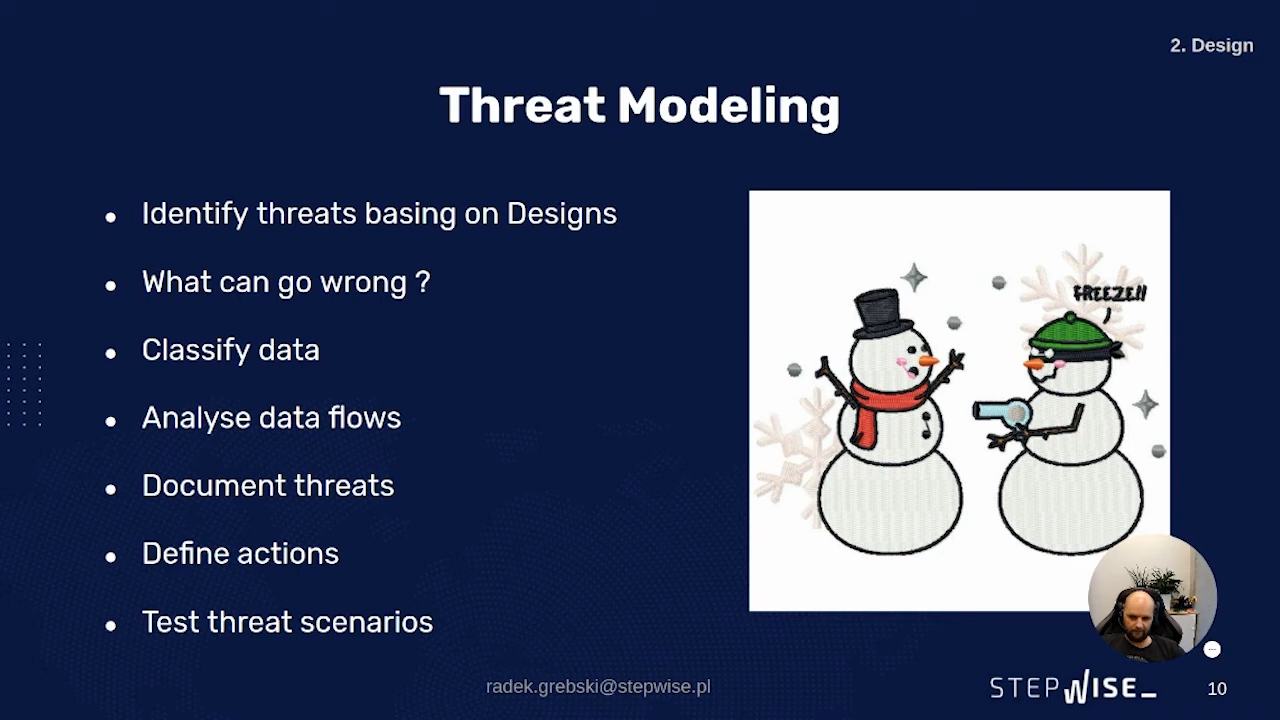 2. Design
Threat Modeling
Identify threats basing on Designs
What can go wrong ?
Classify data
Analyse data flows
Document threats
Define actions
Test threat scenarios
FREEZE!!
radek.grebski@stepwise.pl
STEPWISE_
10